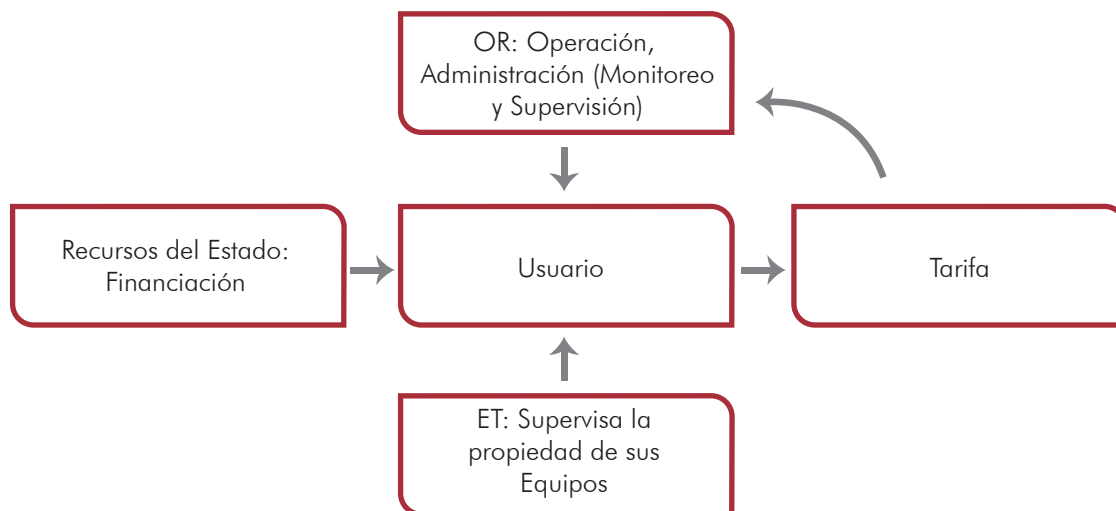 OR: Operación,
Administración (Monitoreo
y Supervisión)
Recursos del Estado:
Financiación
Usuario
Tarifa
ET: Supervisa la
propiedad de sus
Equipos